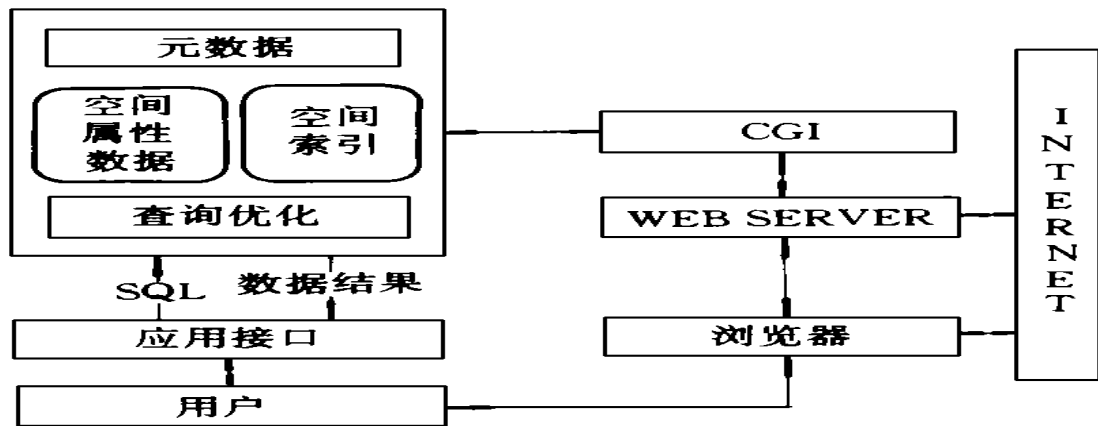 元数据
空间
属性
数据
空间
索引
查询优化
SQL
数据结果
应用接口
用户
CGI
WEB SERVER
浏览器
INTERNET